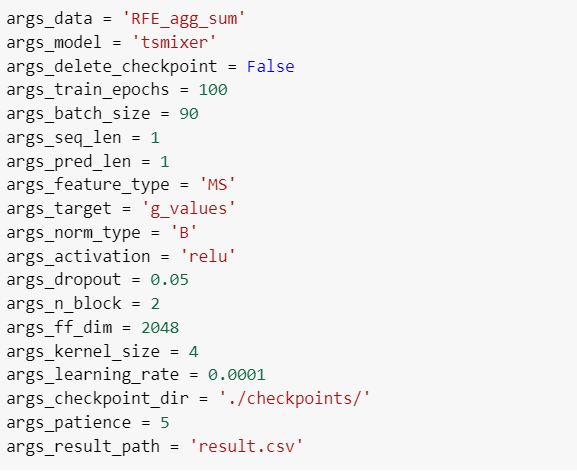 args_data = 'RFE_agg_sum'
args_model = 'tsmixer'
args_delete_checkpoint = False
args_train_epochs = 100
args_batch_size = 90
args_seq_len = 1
args_pred_len = 1
args_feature_type = 'MS'
args_target = 'g_values'
args_norm_type = 'B'
args_activation = 'relu'
args_dropout = 0.05
args_n_block = 2
args_ff_dim = 2048
args_kernel_size = 4
args_learning_rate = 0.0001
args_checkpoint_dir = './checkpoints/'
args_patience = 5
args_result_path = 'result.csv'